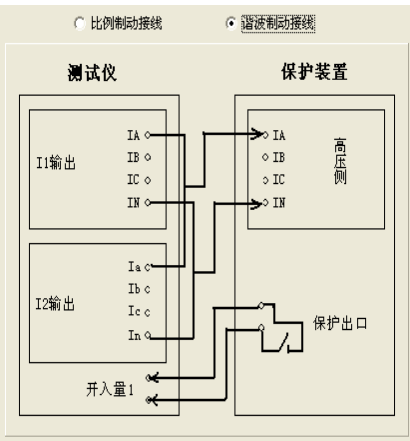 比例制动接线 谐波制动接线
测试仪 保护装置
I1输出
IA
IB
IC
IN
IA
IB
IC
IN
高压侧
I2输出
Ia
Ib
Ic
In
保护出口
开入量1